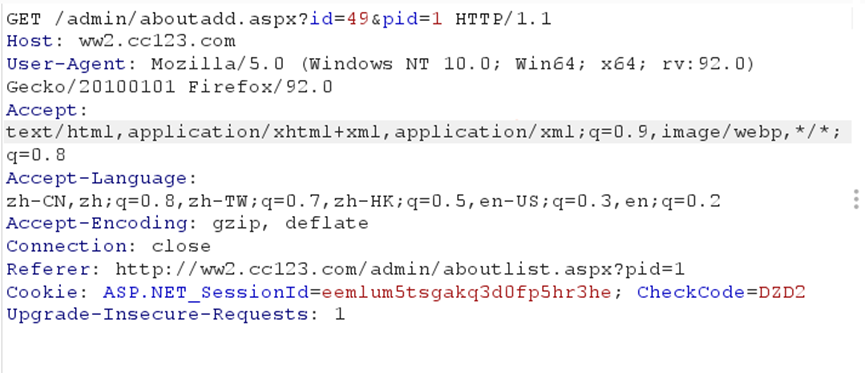 GET /admin/aboutadd.aspx?id=49&pid=1 HTTP/1.1
Host: ww2.cc123.com
User-Agent: Mozilla/5.0 (Windows NT 10.0; Win64; x64; rv:92.0)
Gecko/20100101 Firefox/92.0
Accept:
text/html,application/xhtml+xml,application/xml;q=0.9,image/webp,*/*;
q=0.8
Accept-Language:
zh-CN,zh;q=0.8,zh-TW;q=0.7,zh-HK;q=0.5,en-US;q=0.3,en;q=0.2
Accept-Encoding: gzip, deflate
Connection: close
Referer: http://ww2.cc123.com/admin/aboutlist.aspx?pid=1
Cookie: ASP.NET_SessionId=eemlum5tsgakq3d0fp5hr3he; CheckCode=DZD2
Upgrade-Insecure-Requests: 1